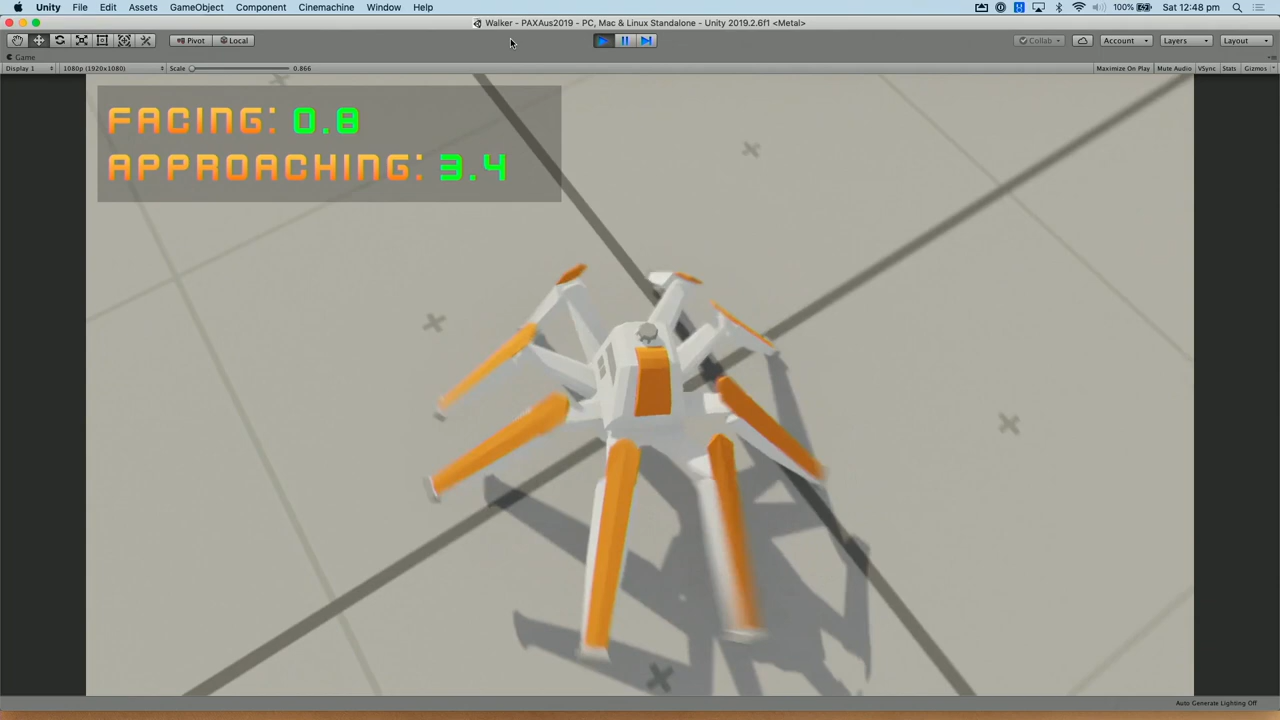 Unity File Edit Assets GameObject Component Cinemachine Window Help 100% Sat 12:48 pm
Walker - PAXAus2019 - PC, Mac & Linux Standalone - Unity 2019.2.6f1 <Metal>
Pivot Local Collab Account Layers Layout
Game
Display 1 1080p (1920x1080) Scale 0.866 Maximize On Play Mute Audio VSync Stats Gizmos
FACING: 0.8
APPROACHING: 3.4
Auto Generate Lighting Off